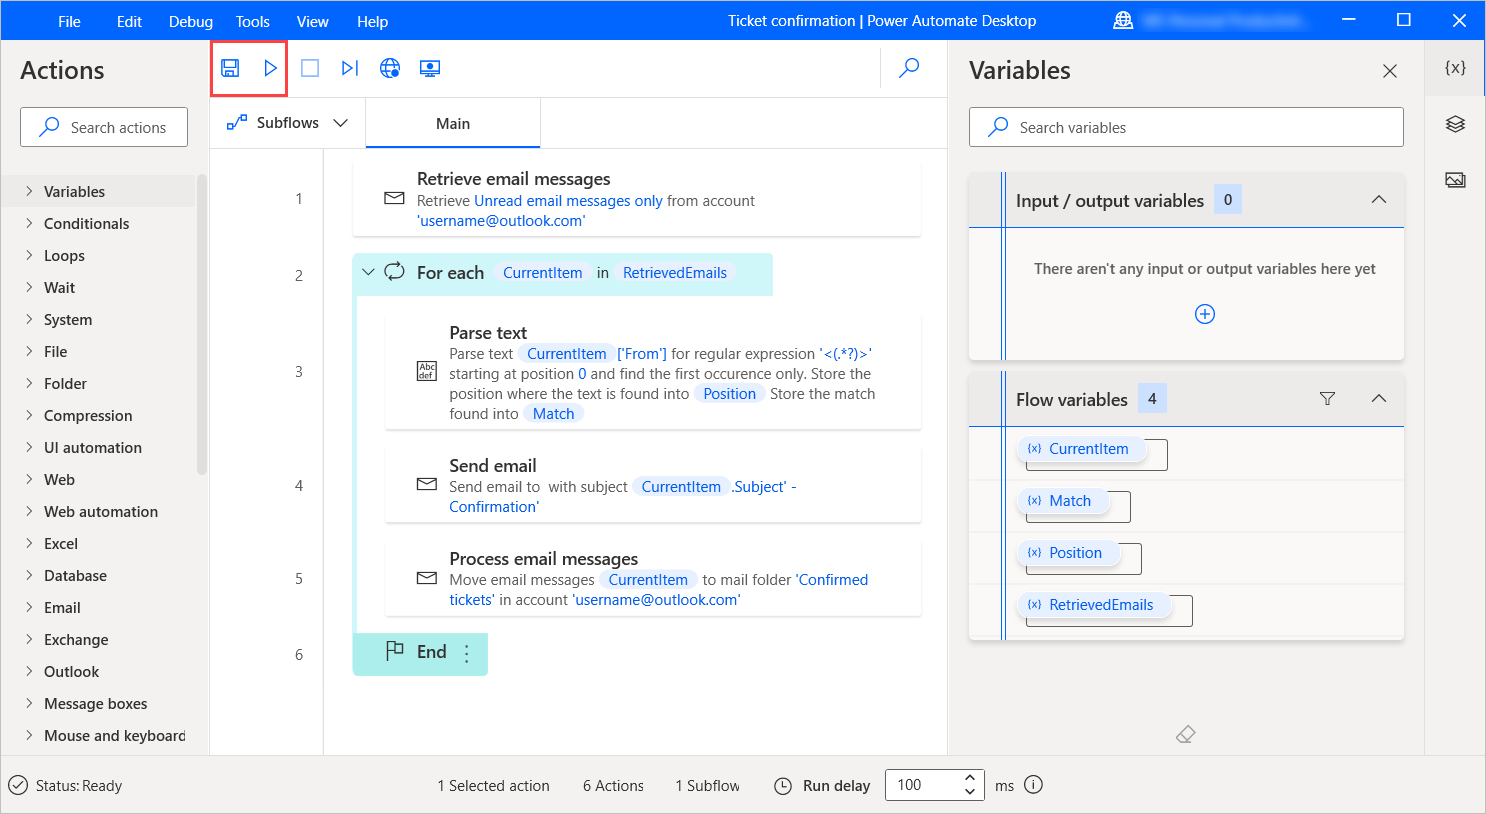 File Edit Debug Tools View Help
Ticket confirmation | Power Automate Desktop
Actions
Search actions
Variables
Conditionals
Loops
Wait
System
File
Folder
Compression
UI automation
Web
Web automation
Excel
Database
Email
Exchange
Outlook
Message boxes
Mouse and keyboard
Subflows
Main
1
Retrieve email messages
Retrieve Unread email messages only from account
'username@outlook.com'
2
For each CurrentItem in RetrievedEmails
3
Parse text
Abc
def
Parse text CurrentItem ['From'] for regular expression '<(.*?)>'
starting at position 0 and find the first occurence only. Store the
position where the text is found into Position Store the match
found into Match
4
Send email
Send email to with subject CurrentItem .Subject' -
Confirmation'
5
Process email messages
Move email messages CurrentItem to mail folder 'Confirmed
tickets' in account 'username@outlook.com'
6
End
Variables
{x}
Search variables
Input / output variables 0
There aren't any input or output variables here yet
Flow variables 4
{x} CurrentItem
{x} Match
{x} Position
{x} RetrievedEmails
Status: Ready
1 Selected action
6 Actions
1 Subflow
Run delay
100
ms